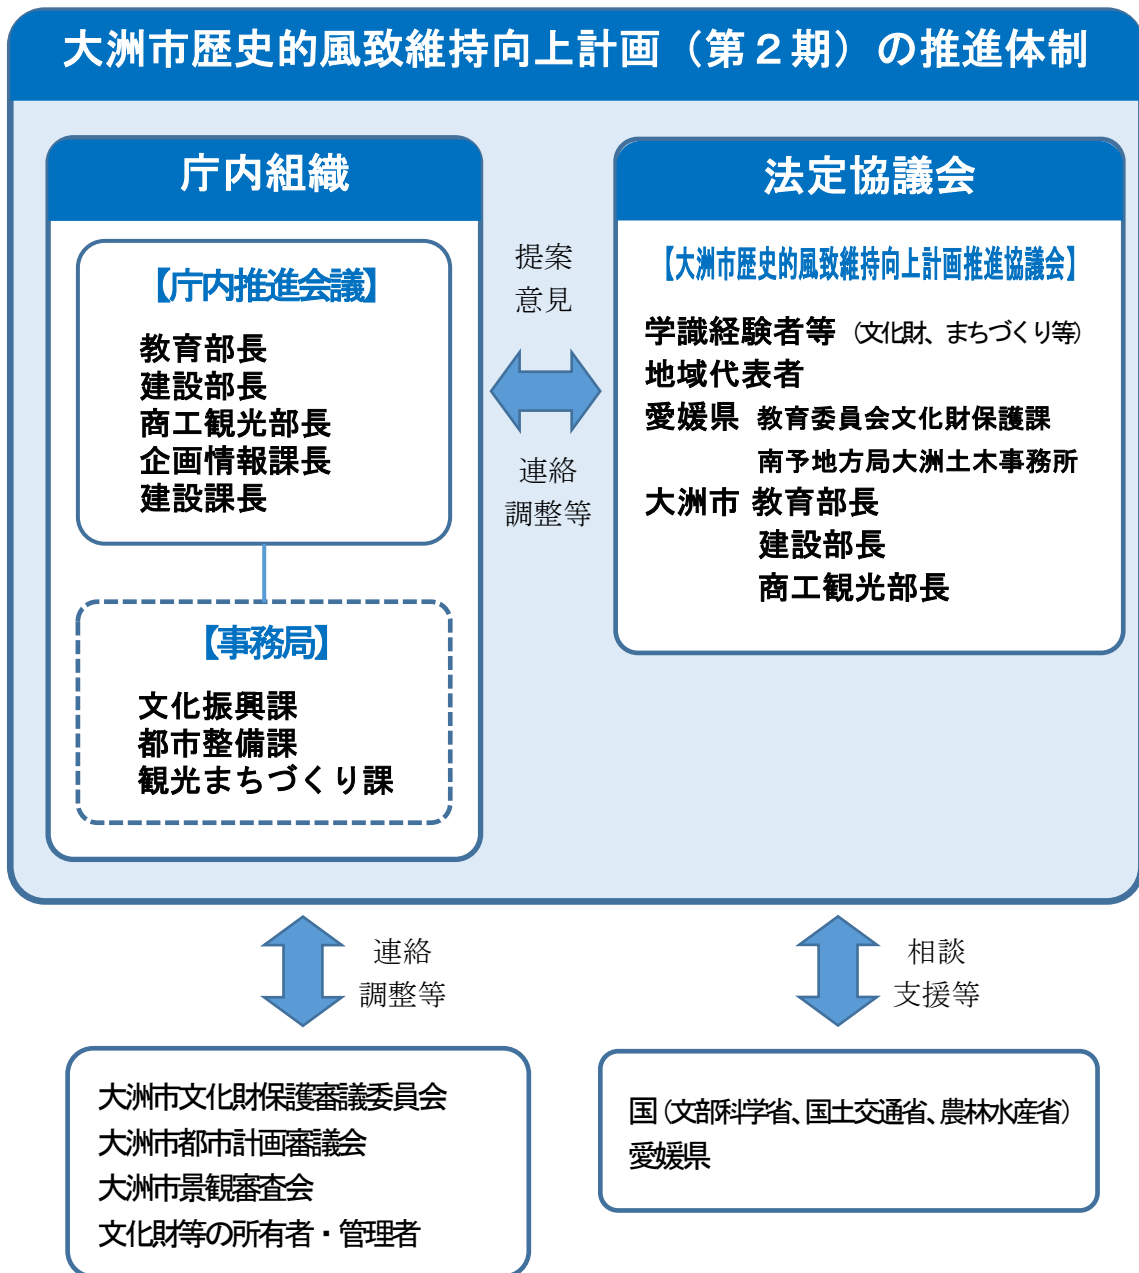 大洲市歴史的風致維持向上計画（第２期）の推進体制
庁内組織
【庁内推進会議】
教育部長
建設部長
商工観光部長
企画情報課長
建設課長
【事務局】
文化振興課
都市整備課
観光まちづくり課
提案
意見
連絡
調整等
法定協議会
【大洲市歴史的風致維持向上計画推進協議会】
学識経験者等（文化財、まちづくり等）
地域代表者
愛媛県 教育委員会文化財保護課
南予地方局大洲土木事務所
大洲市 教育部長
建設部長
商工観光部長
連絡
調整等
相談
支援等
大洲市文化財保護審議委員会
大洲市都市計画審議会
大洲市景観審査会
文化財等の所有者・管理者
国（文部科学省、国土交通省、農林水産省）
愛媛県